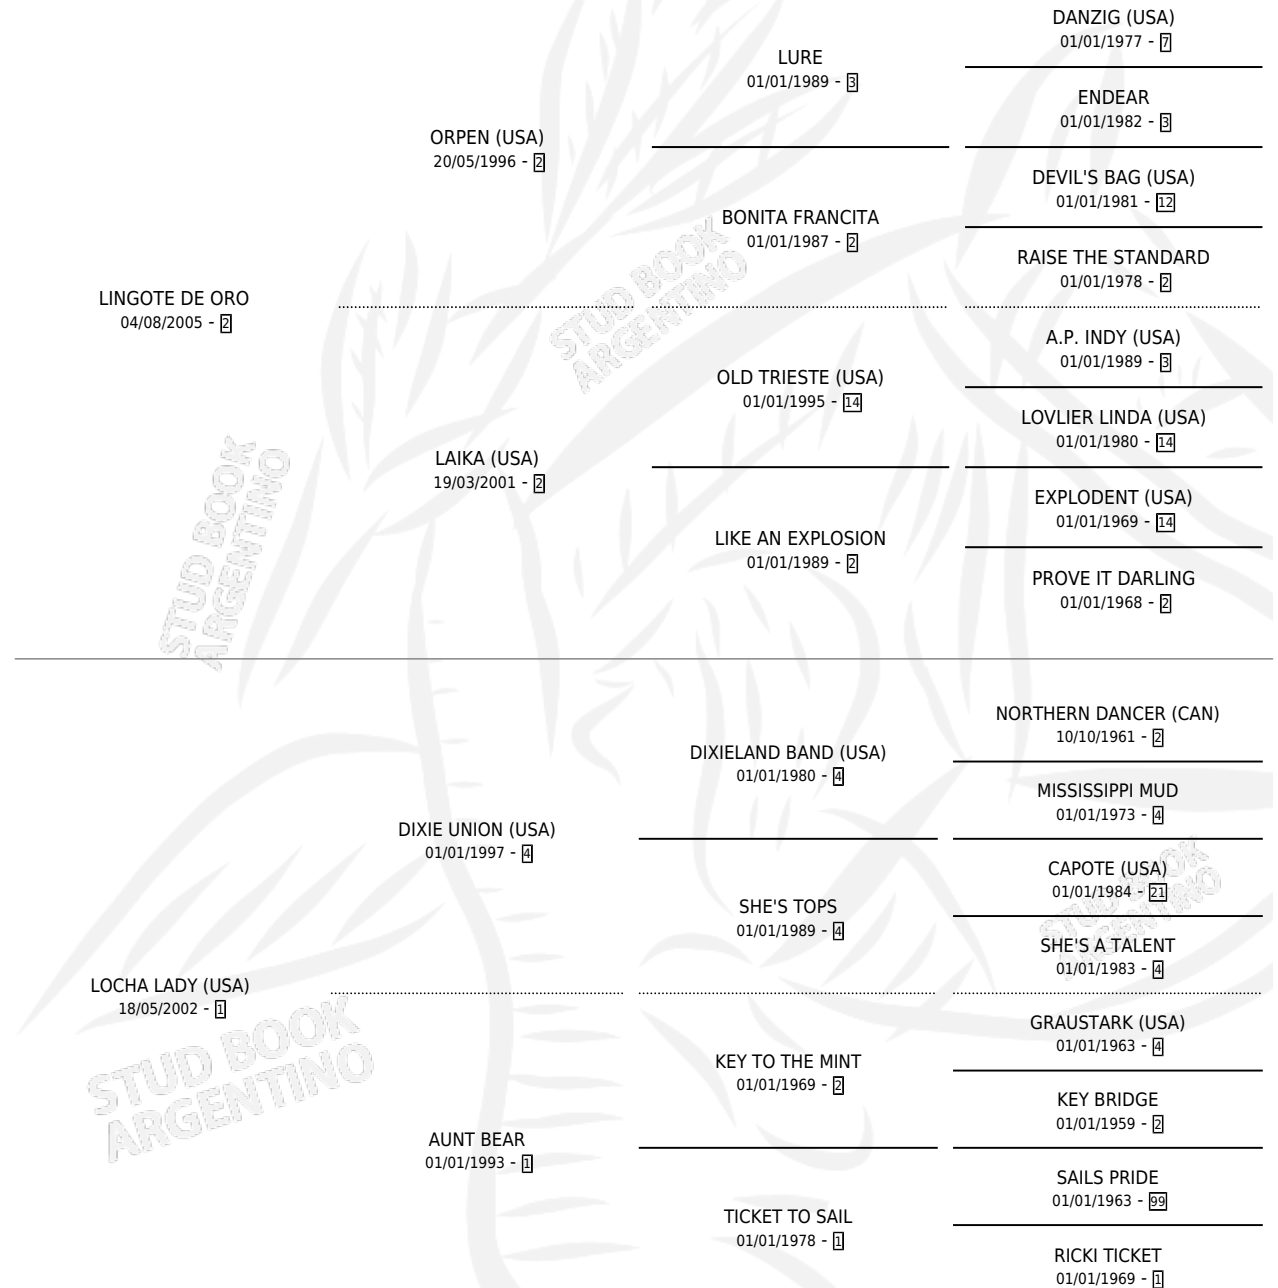 DANZIG (USA)
01/01/1977 - 7
LURE
01/01/1989 - 3
ENDEAR
01/01/1982 - 3
ORPEN (USA)
20/05/1996 - 2
DEVIL'S BAG (USA)
01/01/1981 - 12
BONITA FRANCITA
01/01/1987 - 2
RAISE THE STANDARD
01/01/1978 - 2
LINGOTE DE ORO
04/08/2005 - 2
STUD BOOK
ARGENTINO
A.P. INDY (USA)
01/01/1989 - 3
OLD TRIESTE (USA)
01/01/1995 - 14
LOVLIER LINDA (USA)
01/01/1980 - 14
LAIKA (USA)
19/03/2001 - 2
EXPLODENT (USA)
01/01/1969 - 14
LIKE AN EXPLOSION
01/01/1989 - 2
PROVE IT DARLING
01/01/1968 - 2
STUD BOOK
ARGENTINO
NORTHERN DANCER (CAN)
10/10/1961 - 2
DIXIELAND BAND (USA)
01/01/1980 - 4
MISSISSIPPI MUD
01/01/1973 - 4
DIXIE UNION (USA)
01/01/1997 - 4
CAPOTE (USA)
01/01/1984 - 21
SHE'S TOPS
01/01/1989 - 4
STUD BOOK
ARGENTINO
SHE'S A TALENT
01/01/1983 - 4
LOCHA LADY (USA)
18/05/2002 - 1
STUD BOOK
ARGENTINO
GRAUSTARK (USA)
01/01/1963 - 4
KEY TO THE MINT
01/01/1969 - 2
KEY BRIDGE
01/01/1959 - 2
AUNT BEAR
01/01/1993 - 1
SAILS PRIDE
01/01/1963 - 99
TICKET TO SAIL
01/01/1978 - 1
RICKI TICKET
01/01/1969 - 1